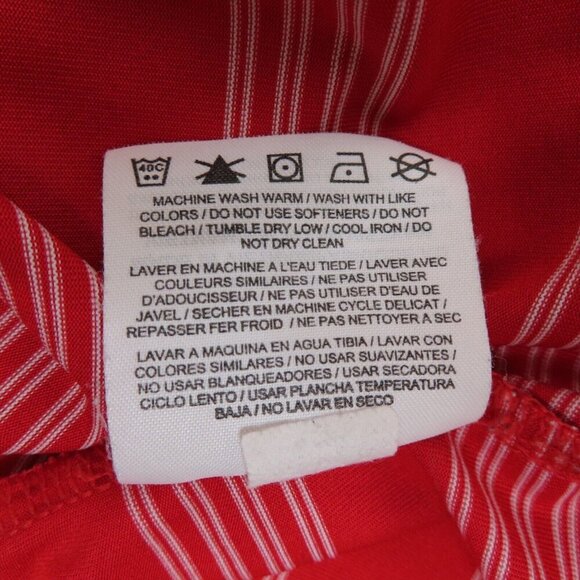 40C
MACHINE WASH WARM / WASH WITH LIKE
COLORS / DO NOT USE SOFTENERS / DO NOT
BLEACH / TUMBLE DRY LOW / COOL IRON / DO
NOT DRY CLEAN
LAVER EN MACHINE A L'EAU TIEDE / LAVER AVEC
COULEURS SIMILAIRES / NE PAS UTILISER
D'ADOUCISSEUR / NE PAS UTILISER D'EAU DE
JAVEL / SECHER EN MACHINE CYCLE DELICAT /
REPASSER FER FROID / NE PAS NETTOYER A SEC
LAVAR A MAQUINA EN AGUA TIBIA / LAVAR CON
COLORES SIMILARES / NO USAR SUAVIZANTES /
NO USAR BLANQUEADORES / USAR SECADORA
CICLO LENTO / USAR PLANCHA TEMPERATURA
BAJA / NO LAVAR EN SECO